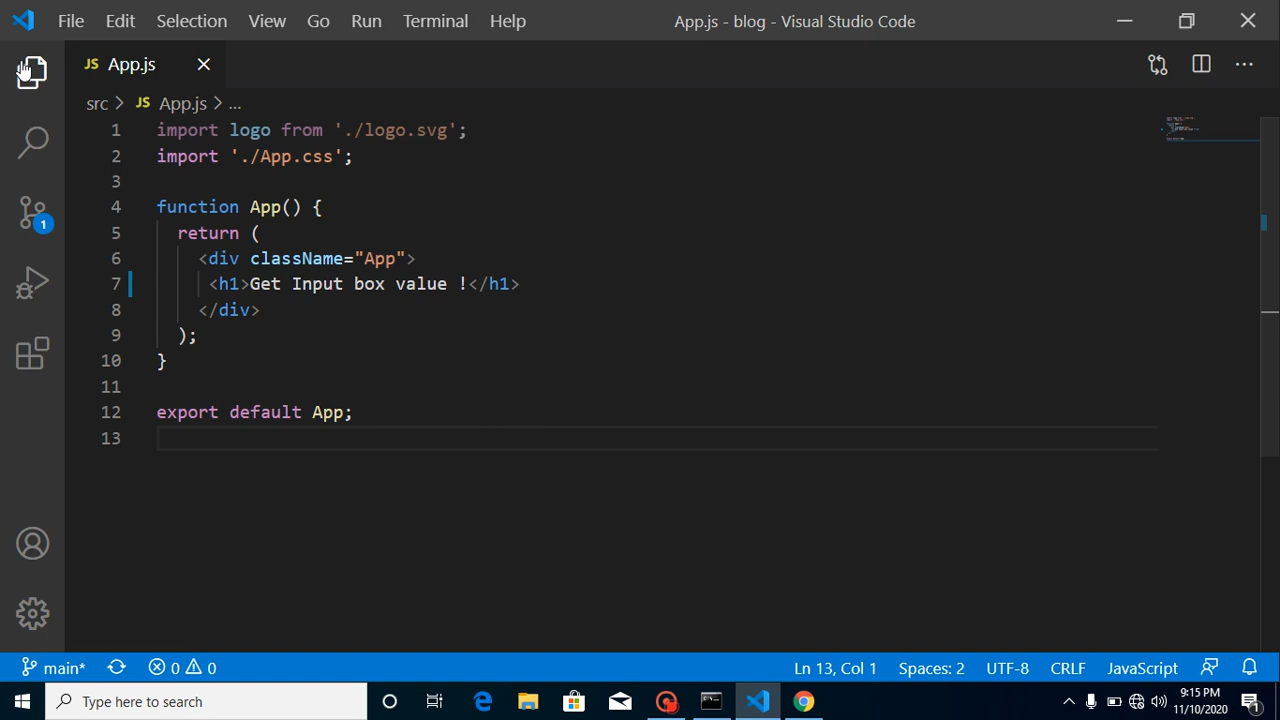 File Edit Selection View Go Run Terminal Help App.js - blog - Visual Studio Code
JS App.js
src > JS App.js > ...
1 import logo from './logo.svg';
2 import './App.css';
3
4 function App() {
5 return (
6 <div className="App">
7 <h1>Get Input box value !</h1>
8 </div>
9 );
10 }
11
12 export default App;
13
1
main* 0 0 Ln 13, Col 1 Spaces: 2 UTF-8 CRLF JavaScript
Type here to search
9:15 PM
11/10/2020
1